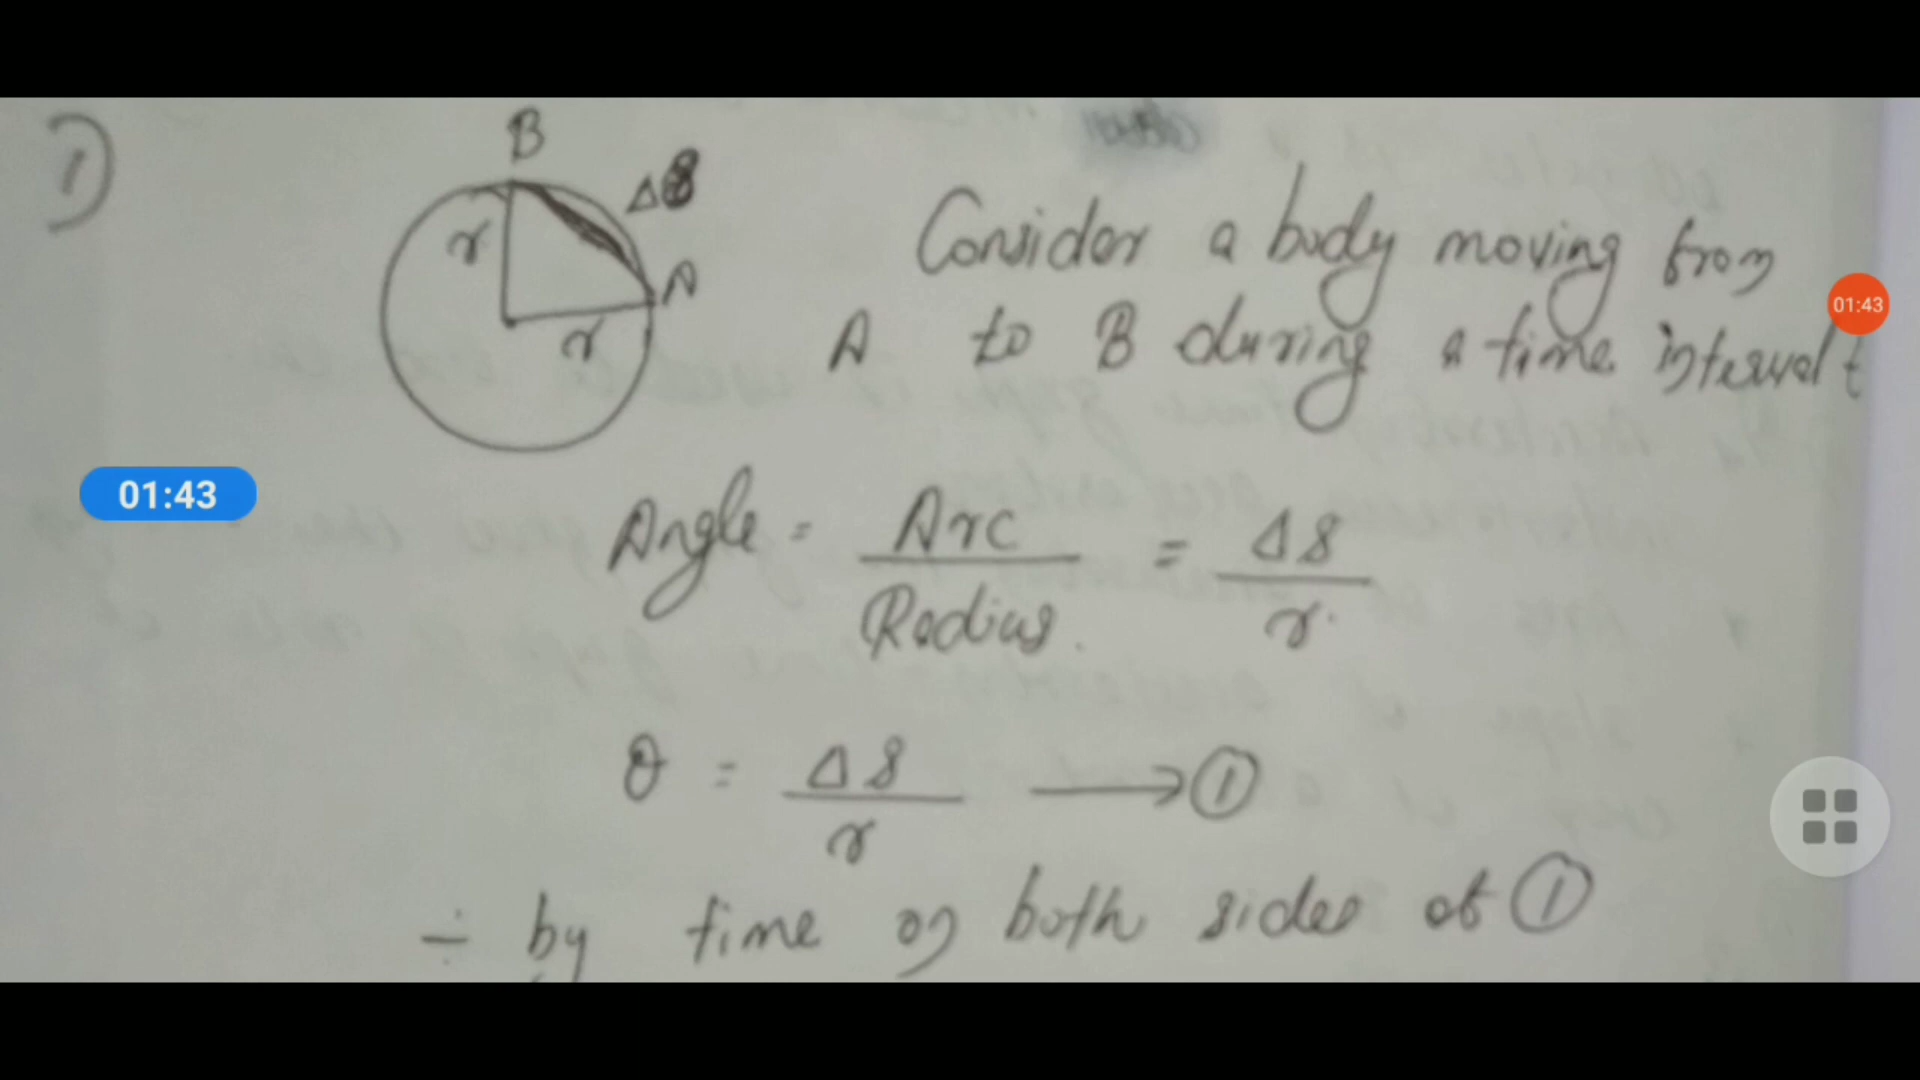 1)
B
ΔS
r
A
r
Consider a body moving from
A to B during a time interval t
01:43
01:43
Angle = Arc / Radius = ΔS / r
θ = ΔS / r → ①
÷ by time on both sides of ①